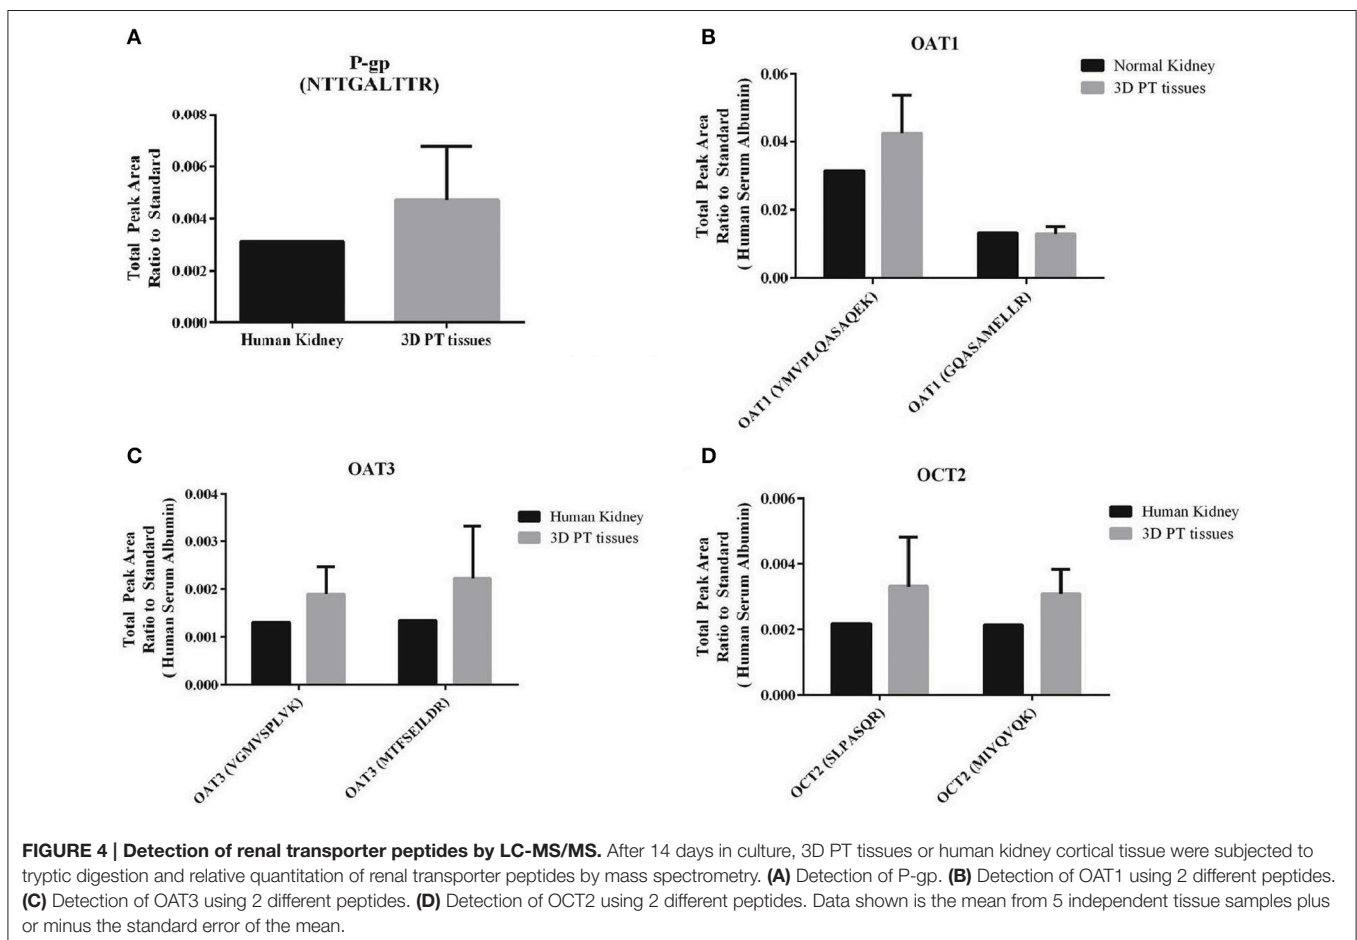 A
P-gp
(NTTGALTTR)
Total Peak Area
Ratio to Standard
0.008
0.006
0.004
0.002
0.000
Human Kidney
3D PT tissues
B
OAT1
Normal Kidney
3D PT tissues
Total Peak Area
Ratio to Standard
( Human Serum Albumin)
0.06
0.04
0.02
0.00
OAT1 (YMVPLQASAQEK)
OAT1 (GQASAMELLR)
C
OAT3
Human Kidney
3D PT tissues
Total Peak Area
Ratio to Standard
( Human Serum Albumin)
0.004
0.003
0.002
0.001
0.000
OAT3 (VGMVSPLVK)
OAT3 (MTFSEILDR)
D
OCT2
Human Kidney
3D PT tissues
Total Peak Area
Ratio to Standard
( Human Serum Albumin)
0.006
0.004
0.002
0.000
OCT2 (SLPASQR)
OCT2 (MIYQVQK)
FIGURE 4 | Detection of renal transporter peptides by LC-MS/MS. After 14 days in culture, 3D PT tissues or human kidney cortical tissue were subjected to
tryptic digestion and relative quantitation of renal transporter peptides by mass spectrometry. (A) Detection of P-gp. (B) Detection of OAT1 using 2 different peptides.
(C) Detection of OAT3 using 2 different peptides. (D) Detection of OCT2 using 2 different peptides. Data shown is the mean from 5 independent tissue samples plus
or minus the standard error of the mean.